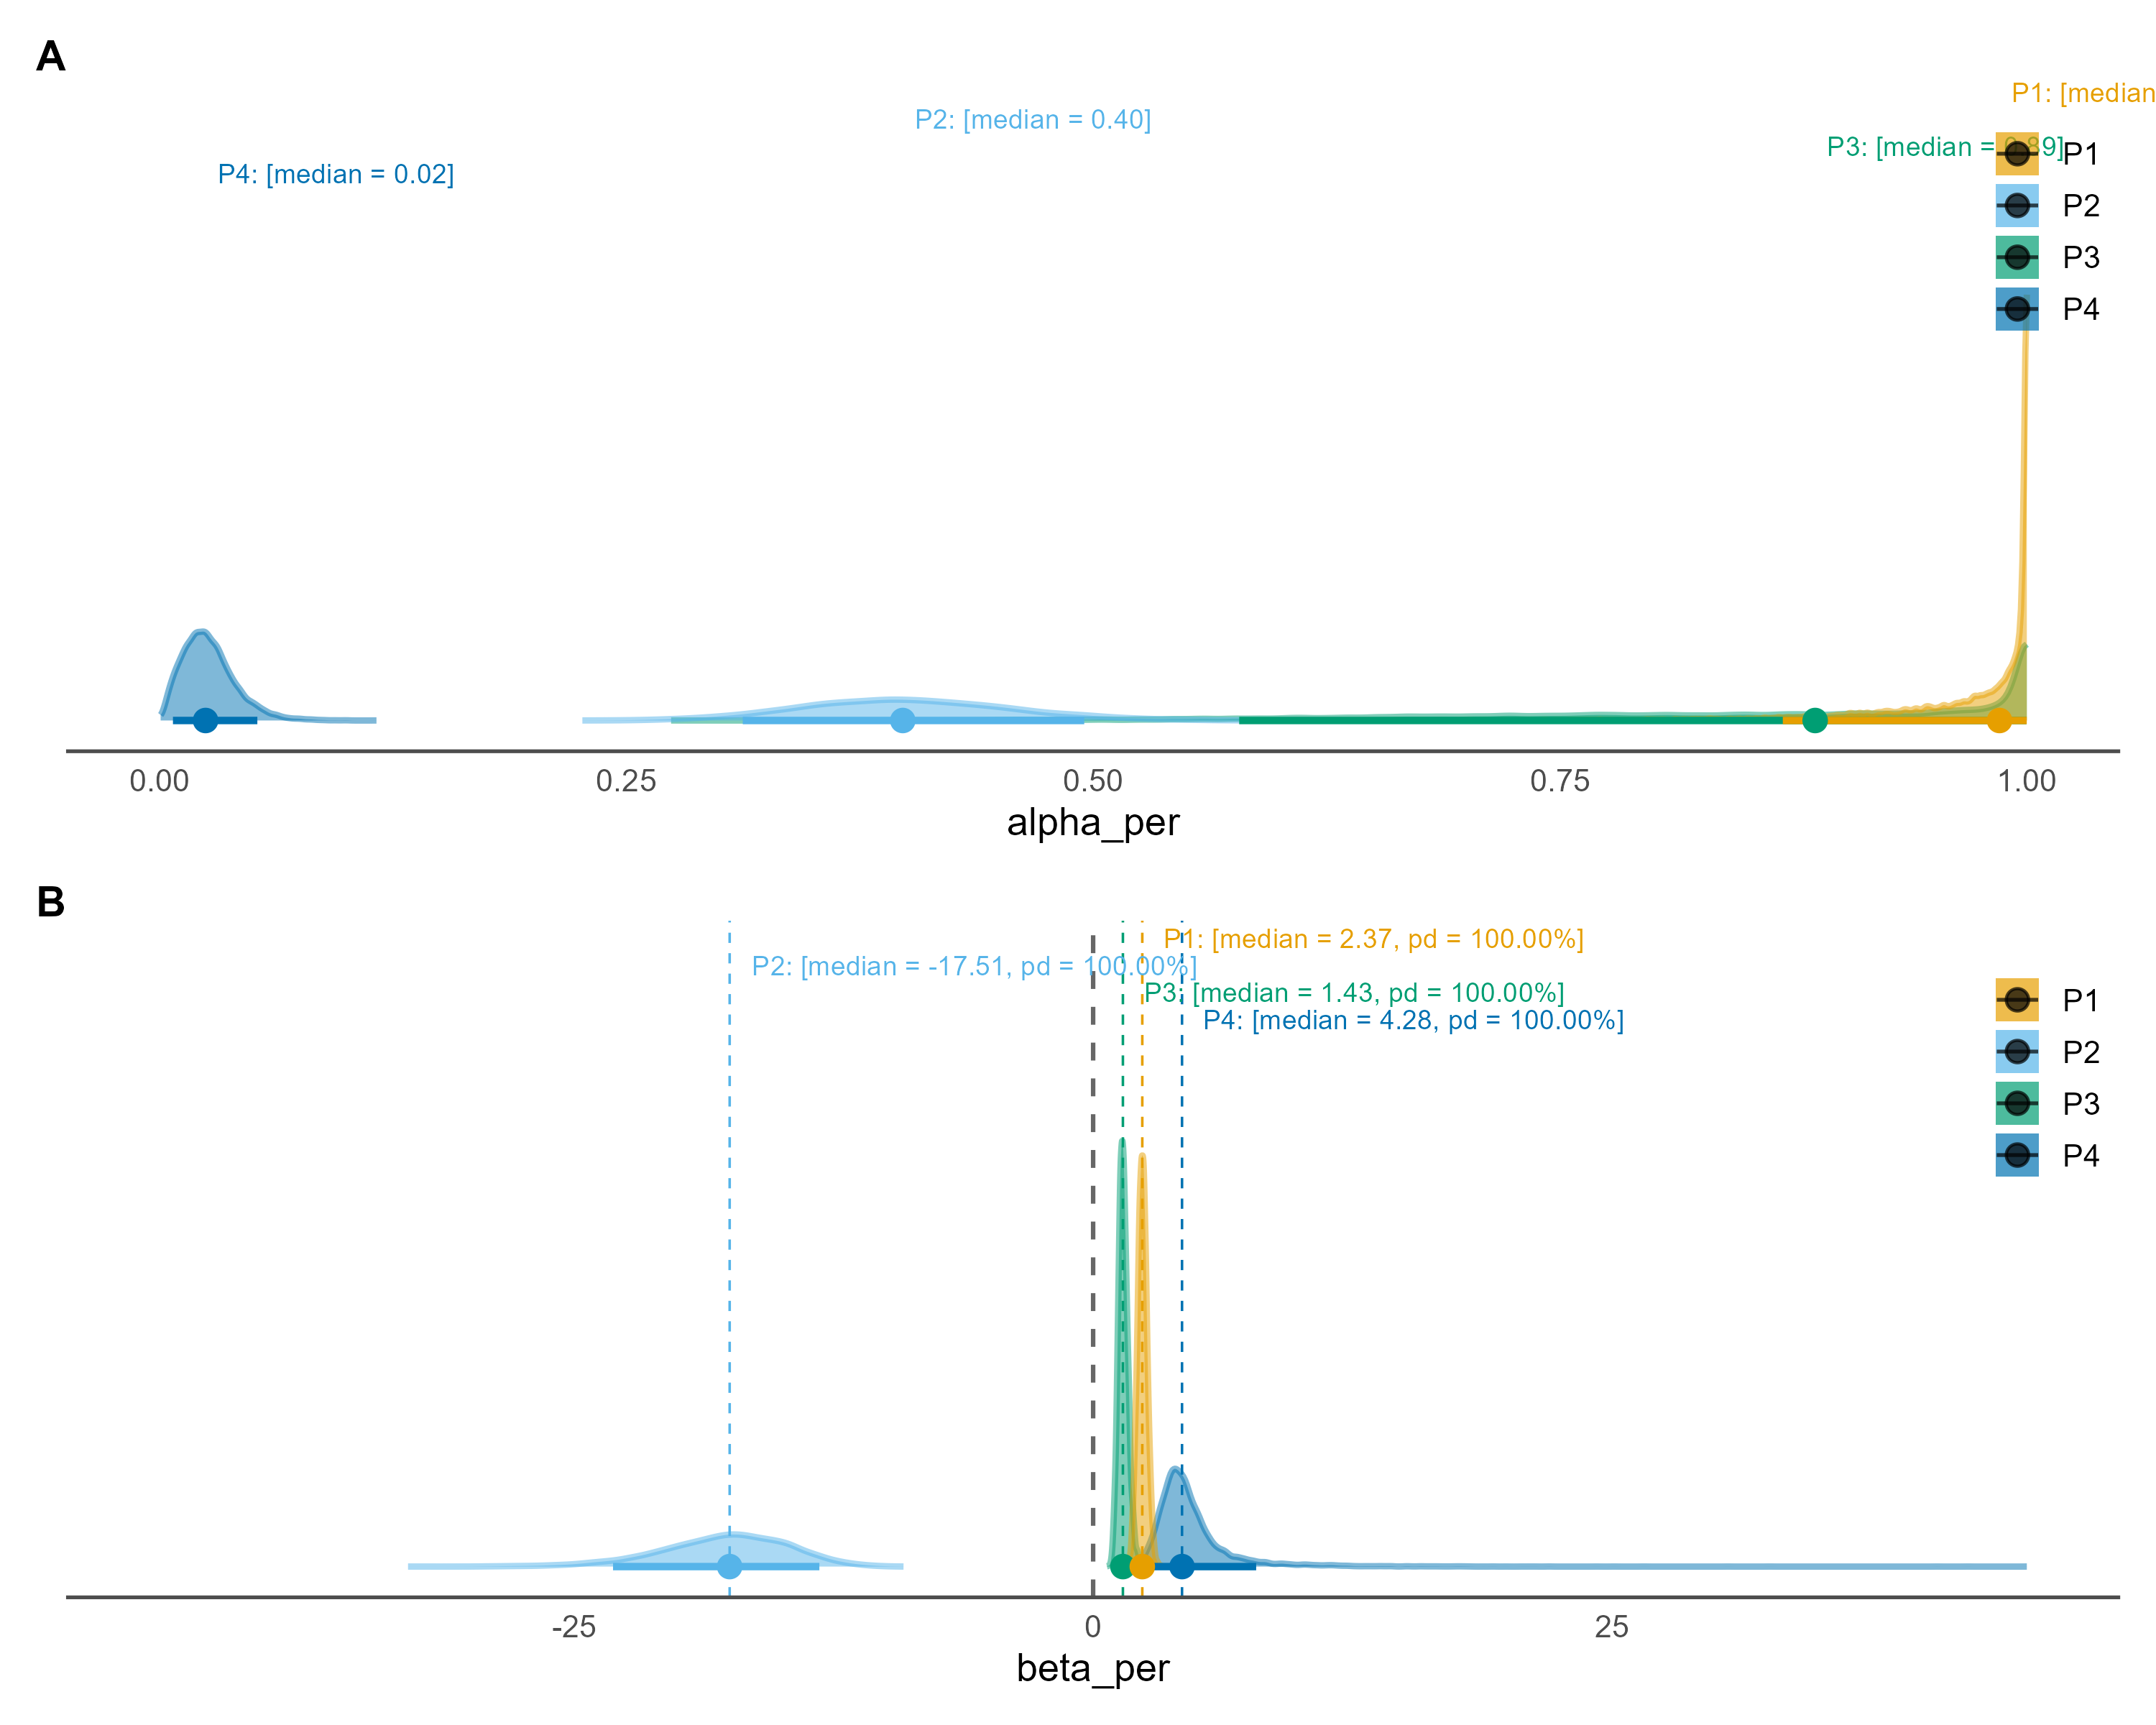 A
P1: [median
P2: [median = 0.40]
P3: [median = 0.89]
P4: [median = 0.02]
P1
P2
P3
P4
0.00 0.25 0.50 0.75 1.00
alpha_per
B
P1: [median = 2.37, pd = 100.00%]
P2: [median = -17.51, pd = 100.00%]
P3: [median = 1.43, pd = 100.00%]
P4: [median = 4.28, pd = 100.00%]
P1
P2
P3
P4
-25 0 25
beta_per